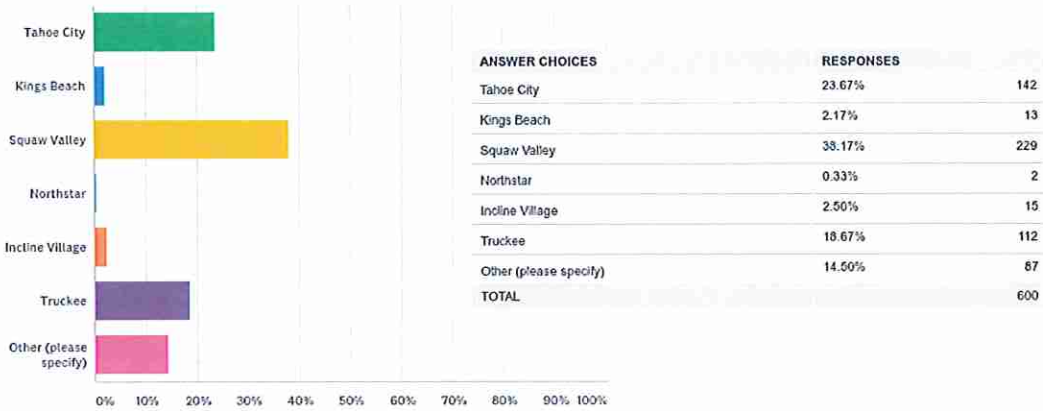 Tahoe City
Kings Beach
Squaw Valley
Northstar
Incline Village
Truckee
Other (please
specify)
0% 10% 20% 30% 40% 50% 60% 70% 80% 90% 100%
ANSWER CHOICES RESPONSES
Tahoe City 23.67% 142
Kings Beach 2.17% 13
Squaw Valley 38.17% 229
Northstar 0.33% 2
Incline Village 2.50% 15
Truckee 18.67% 112
Other (please specify) 14.50% 87
TOTAL 600